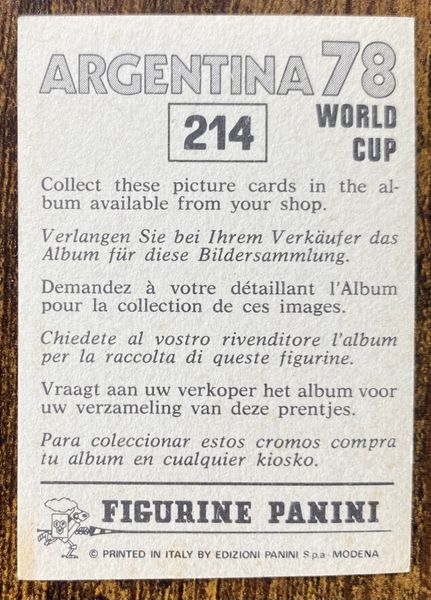 ARGENTINA 78
214
WORLD
CUP
Collect these picture cards in the al-
bum available from your shop.
Verlangen Sie bei Ihrem Verkäufer das
Album für diese Bildersammlung.
Demandez à votre détaillant l'Album
pour la collection de ces images.
Chiedete al vostro rivenditore l'album
per la raccolta di queste figurine.
Vraagt aan uw verkoper het album voor
uw verzameling van deze prentjes.
Para coleccionar estos cromos compra
tu album en cualquier kiosko.
FIGURINE PANINI
© PRINTED IN ITALY BY EDIZIONI PANINI S.p.a - MODENA